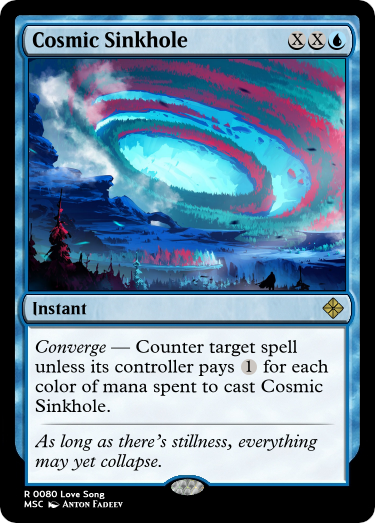 Cosmic Sinkhole XXU
Instant
Converge — Counter target spell
unless its controller pays 1 for each
color of mana spent to cast Cosmic
Sinkhole.
As long as there's stillness, everything
may yet collapse.
R 0080 Love Song
MSC Anton Fadeev